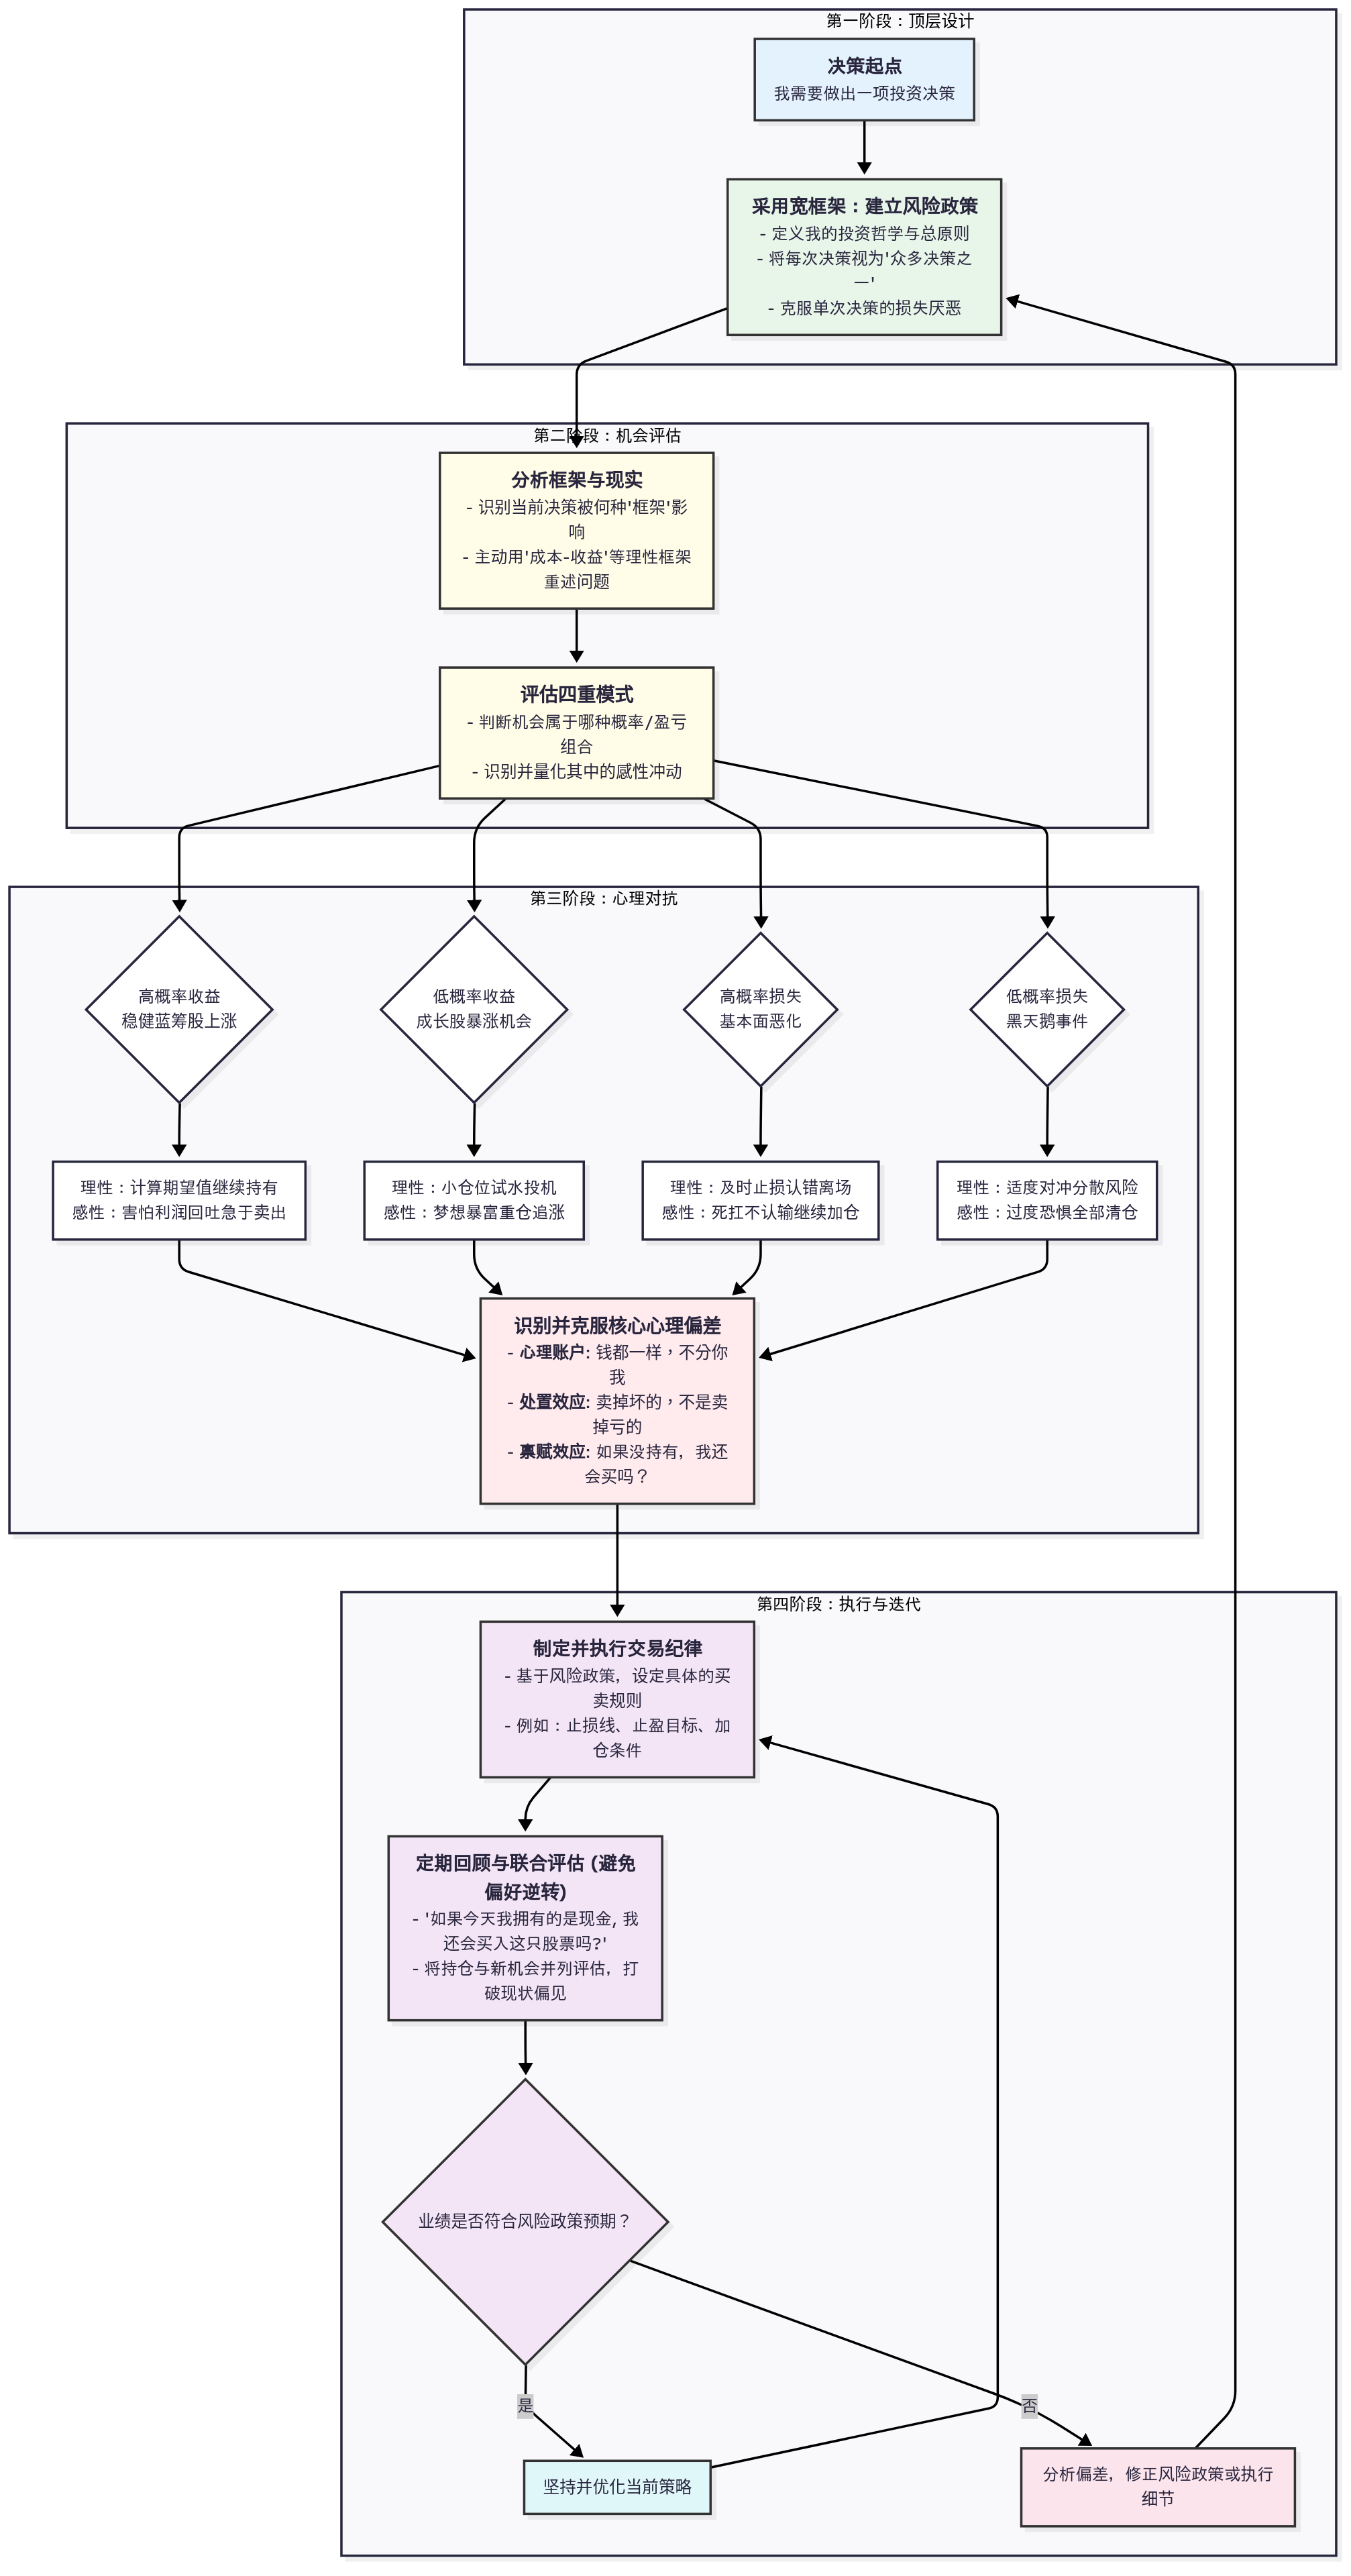 第一阶段：顶层设计
决策起点
我需要做出一项投资决策
采用宽框架：建立风险政策
- 定义我的投资哲学与总原则
- 将每次决策视为'众多决策之
一'
- 克服单次决策的损失厌恶
第二阶段：机会评估
分析框架与现实
- 识别当前决策被何种'框架'影
响
- 主动用'成本-收益'等理性框架
重述问题
评估四重模式
- 判断机会属于哪种概率/盈亏
组合
- 识别并量化其中的感性冲动
第三阶段：心理对抗
高概率收益
稳健蓝筹股上涨
低概率收益
成长股暴涨机会
高概率损失
基本面恶化
低概率损失
黑天鹅事件
理性：计算期望值继续持有
感性：害怕利润回吐急于卖出
理性：小仓位试水投机
感性：梦想暴富重仓追涨
理性：及时止损认错离场
感性：死扛不认输继续加仓
理性：适度对冲分散风险
感性：过度恐惧全部清仓
识别并克服核心心理偏差
- 心理账户: 钱都一样，不分你
我
- 处置效应: 卖掉坏的，不是卖
掉亏的
- 禀赋效应: 如果没持有，我还
会买吗？
第四阶段：执行与迭代
制定并执行交易纪律
- 基于风险政策，设定具体的买
卖规则
- 例如：止损线、止盈目标、加
仓条件
定期回顾与联合评估 (避免
偏好逆转)
- '如果今天我拥有的是现金, 我
还会买入这只股票吗?'
- 将持仓与新机会并列评估，打
破现状偏见
业绩是否符合风险政策预期？
是
否
坚持并优化当前策略
分析偏差，修正风险政策或执行
细节